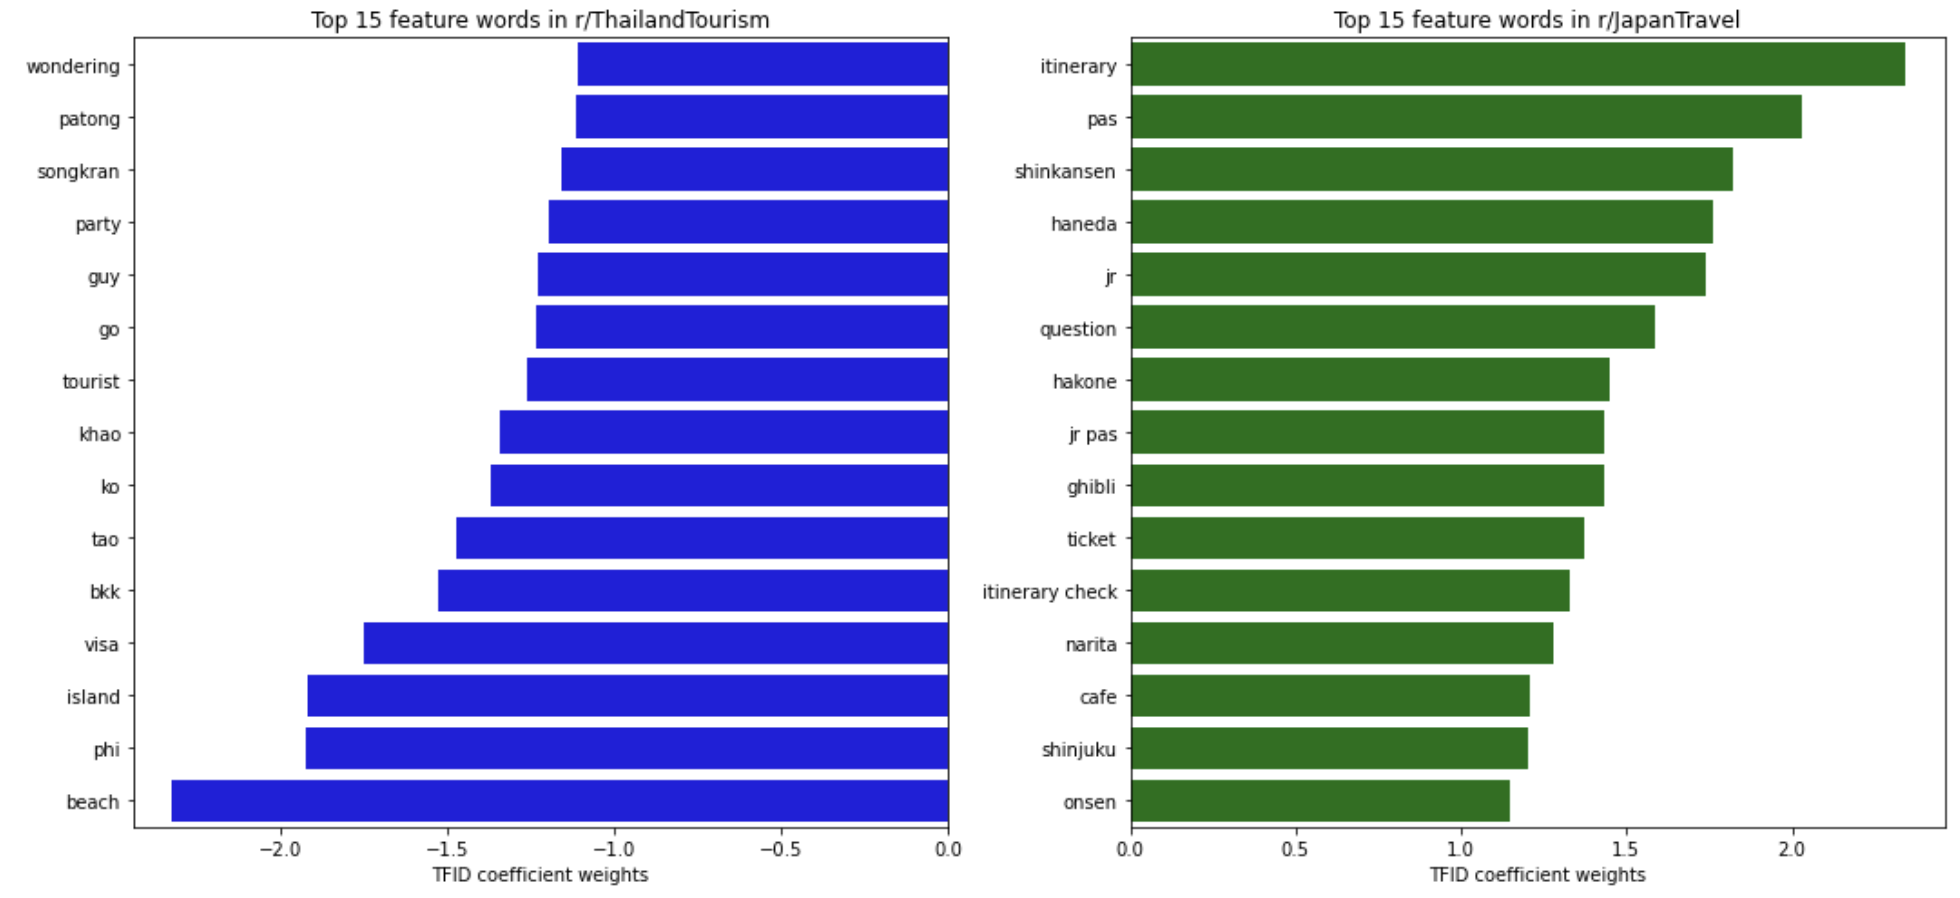 Top 15 feature words in r/ThailandTourism
wondering
patong
songkran
party
guy
go
tourist
khao
ko
tao
bkk
visa
island
phi
beach
−2.0 −1.5 −1.0 −0.5 0.0
TFID coefficient weights
Top 15 feature words in r/JapanTravel
itinerary
pas
shinkansen
haneda
jr
question
hakone
jr pas
ghibli
ticket
itinerary check
narita
cafe
shinjuku
onsen
0.0 0.5 1.0 1.5 2.0
TFID coefficient weights